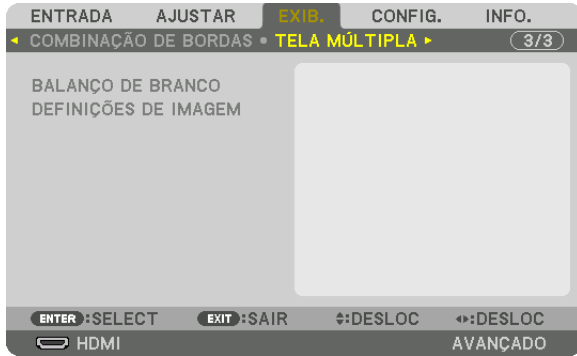 ENTRADA AJUSTAR EXIB. CONFIG. INFO.
COMBINAÇÃO DE BORDAS • TELA MÚLTIPLA 3/3
BALANÇO DE BRANCO
DEFINIÇÕES DE IMAGEM
ENTER :SELECT EXIT :SAIR :DESLOC :DESLOC
HDMI AVANÇADO